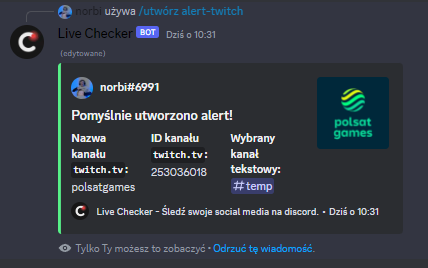 norbi używa /utwórz alert-twitch
Live Checker BOT Dziś o 10:31
(edytowane)
norbi#6991
Pomyślnie utworzono alert!
Nazwa kanału twitch.tv:
polsatgames
ID kanału twitch.tv:
253036018
Wybrany kanał tekstowy:
#temp
polsat games
Live Checker - Śledź swoje social media na discord. • Dziś o 10:31
Tylko Ty możesz to zobaczyć • Odrzuć tę wiadomość.